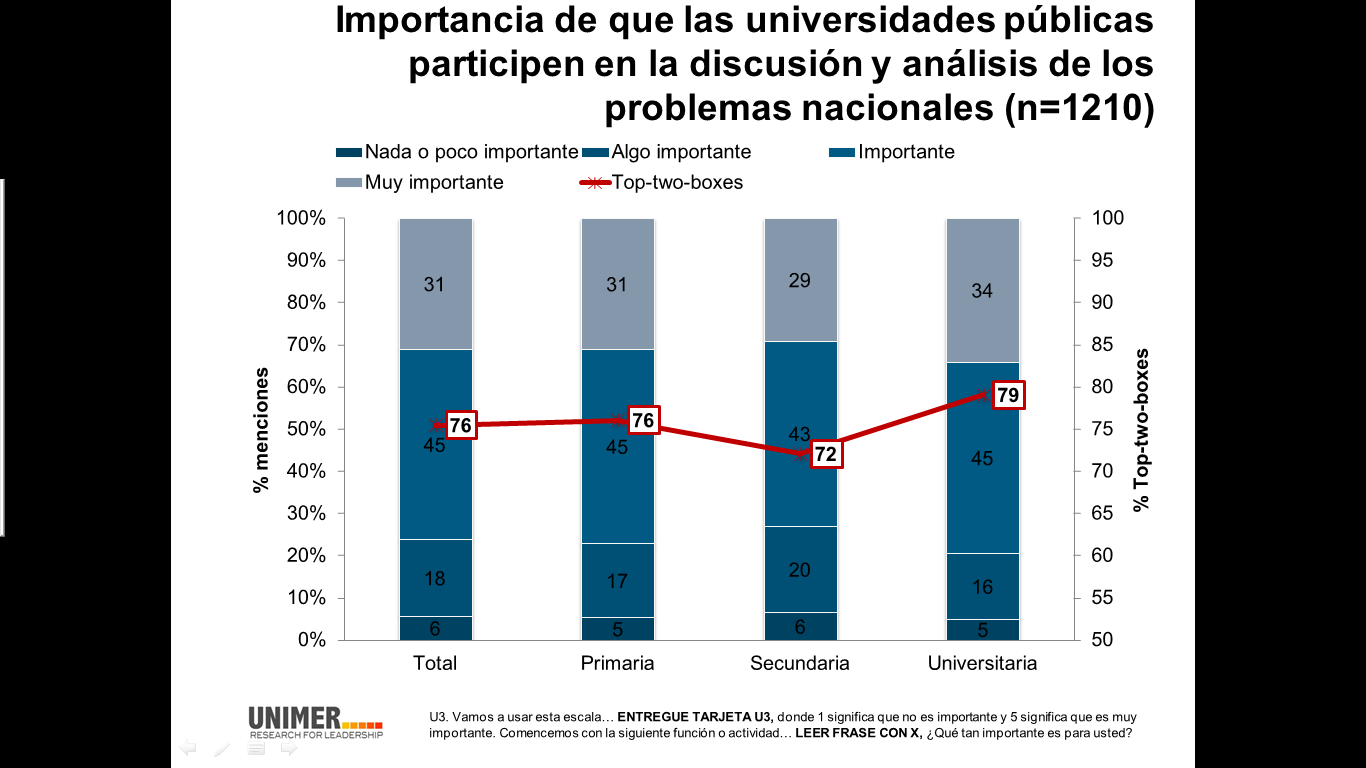 Importancia de que las universidades públicas
participen en la discusión y análisis de los
problemas nacionales (n=1210)
Nada o poco importante Algo importante Importante
Muy importante Top-two-boxes
100% 100
90% 95
80% 90
70% 85
60% 80
50% 75
40% 70
30% 65
20% 60
10% 55
0% 50
% menciones
% Top-two-boxes
31 31 29 34
76 76 72 79
45 45 43 45
18 17 20 16
6 5 6 5
Total Primaria Secundaria Universitaria
UNIMER
RESEARCH FOR LEADERSHIP
U3. Vamos a usar esta escala… ENTREGUE TARJETA U3, donde 1 significa que no es importante y 5 significa que es muy
importante. Comencemos con la siguiente función o actividad… LEER FRASE CON X, ¿Qué tan importante es para usted?